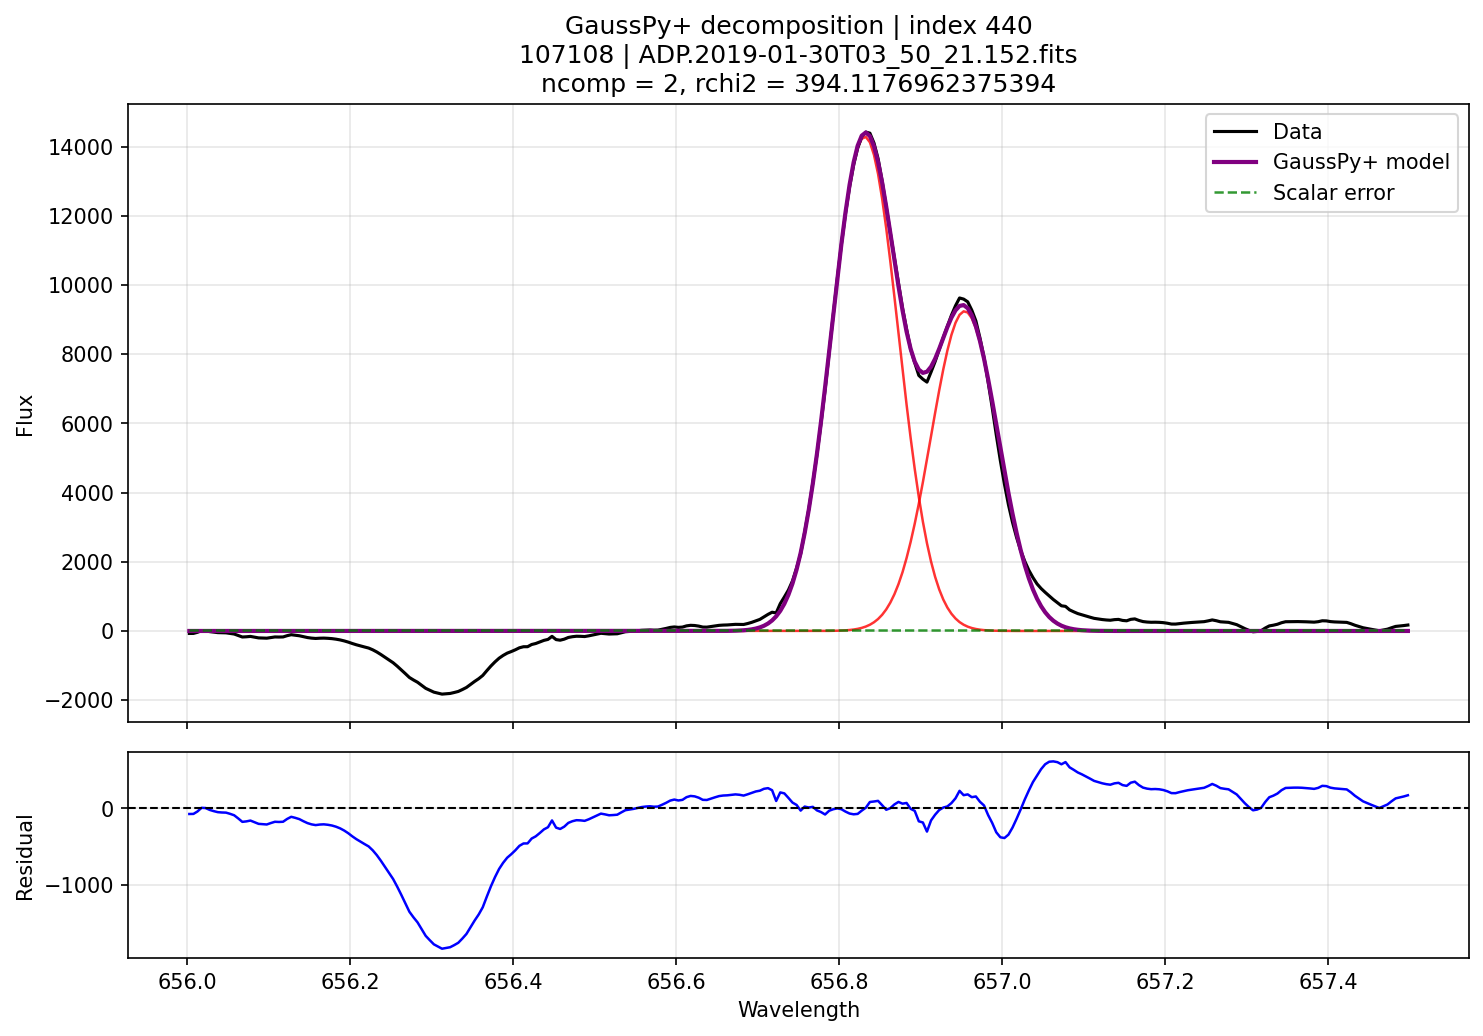 GaussPy+ decomposition | index 440
107108 | ADP.2019-01-30T03_50_21.152.fits
ncomp = 2, rchi2 = 394.1176962375394
Data
GaussPy+ model
Scalar error
14000
12000
10000
8000
6000
4000
2000
0
−2000
Flux
0
−1000
Residual
656.0
656.2
656.4
656.6
656.8
657.0
657.2
657.4
Wavelength